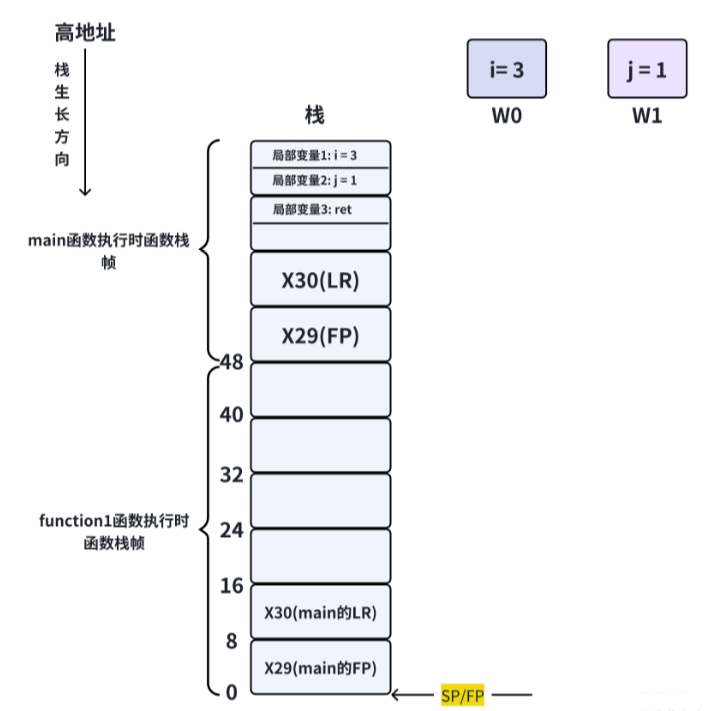 高地址
栈
生
长
方
向
i= 3
j = 1
W0
W1
栈
局部变量1: i = 3
局部变量2: j = 1
局部变量3: ret
main函数执行时函数栈
帧
X30(LR)
X29(FP)
48
40
32
24
function1函数执行时
函数栈帧
16
X30(main的LR)
8
X29(main的FP)
0
SP/FP